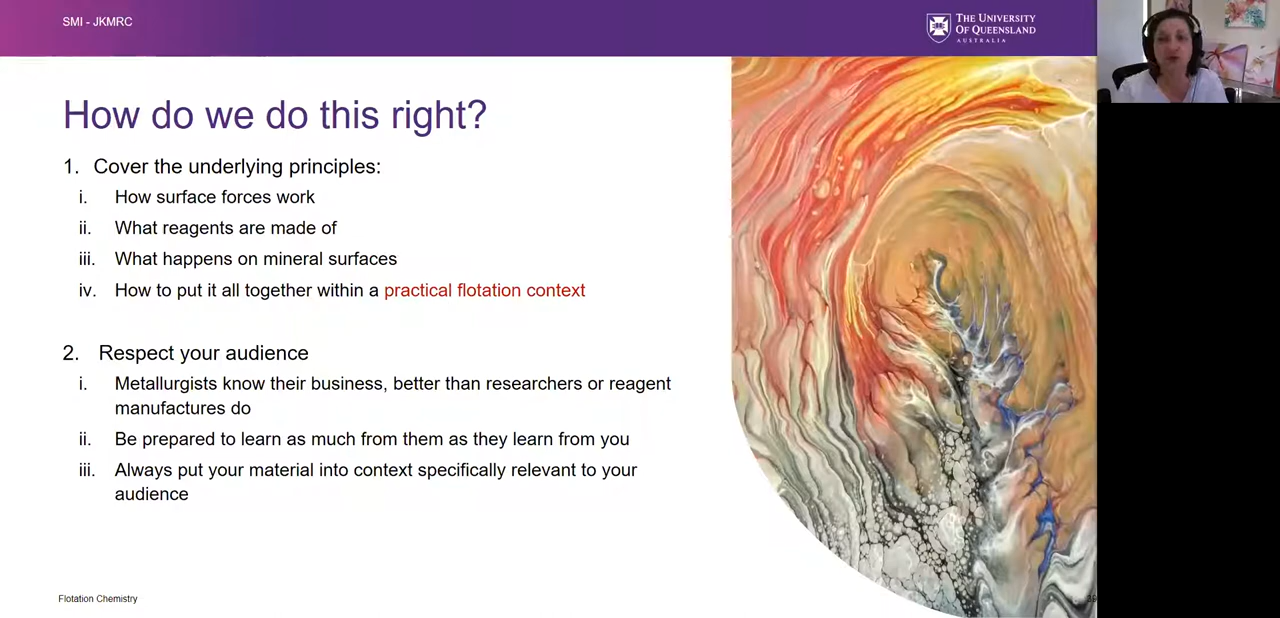 SMI - JKMRC
THE UNIVERSITY
OF QUEENSLAND
AUSTRALIA
How do we do this right?
1. Cover the underlying principles:
i. How surface forces work
ii. What reagents are made of
iii. What happens on mineral surfaces
iv. How to put it all together within a practical flotation context
2. Respect your audience
i. Metallurgists know their business, better than researchers or reagent
manufactures do
ii. Be prepared to learn as much from them as they learn from you
iii. Always put your material into context specifically relevant to your
audience
Flotation Chemistry